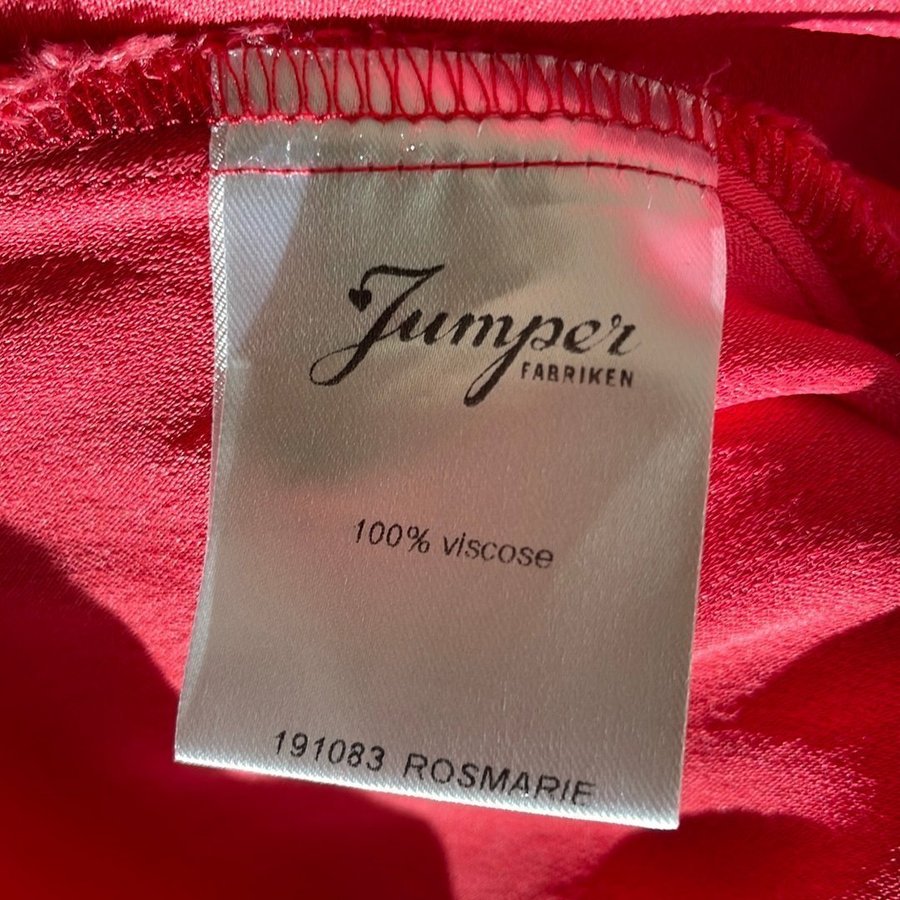 Jumper
FABRIKEN
100% viscose
191083 ROSMARIE